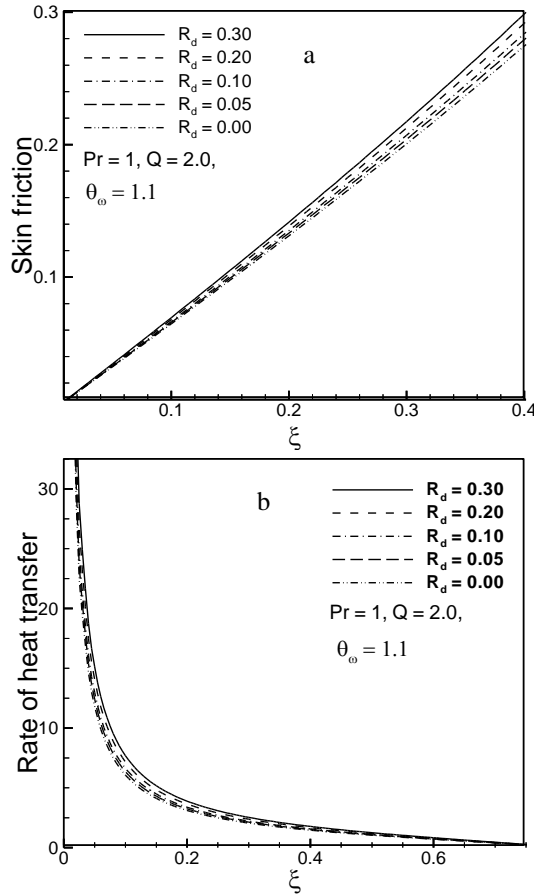 0.3
R_d = 0.30
a
R_d = 0.20
R_d = 0.10
R_d = 0.05
R_d = 0.00
0.2
Pr = 1, Q = 2.0,
θ_ω = 1.1
Skin friction
0.1
0.1 0.2 0.3 0.4
ξ
30
b
R_d = 0.30
R_d = 0.20
R_d = 0.10
R_d = 0.05
R_d = 0.00
20
Pr = 1, Q = 2.0,
θ_ω = 1.1
Rate of heat transfer
10
0
0 0.2 0.4 0.6
ξ